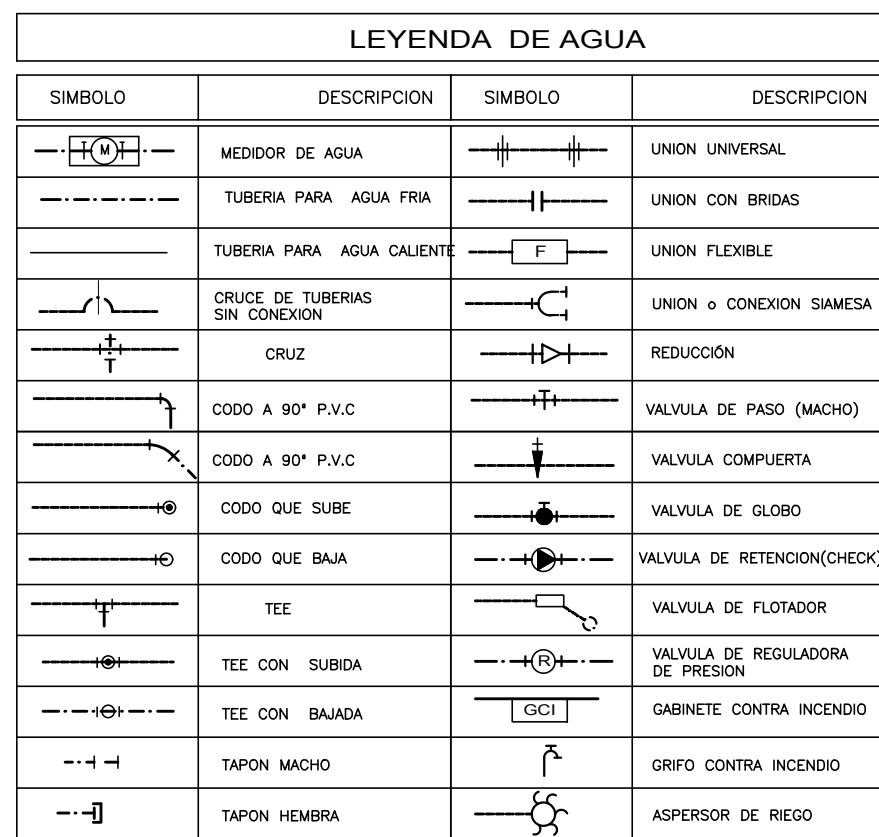 LEYENDA DE AGUA
SIMBOLO DESCRIPCION SIMBOLO DESCRIPCION
M MEDIDOR DE AGUA UNION UNIVERSAL
TUBERIA PARA AGUA FRIA UNION CON BRIDAS
TUBERIA PARA AGUA CALIENTE F UNION FLEXIBLE
CRUCE DE TUBERIAS
SIN CONEXION
UNION o CONEXION SIAMESA
CRUZ REDUCCIÓN
CODO A 90° P.V.C VALVULA DE PASO (MACHO)
CODO A 90° P.V.C VALVULA COMPUERTA
CODO QUE SUBE VALVULA DE GLOBO
CODO QUE BAJA VALVULA DE RETENCION(CHECK)
TEE VALVULA DE FLOTADOR
TEE CON SUBIDA R VALVULA DE REGULADORA
DE PRESION
TEE CON BAJADA GCI GABINETE CONTRA INCENDIO
TAPON MACHO GRIFO CONTRA INCENDIO
TAPON HEMBRA ASPERSOR DE RIEGO